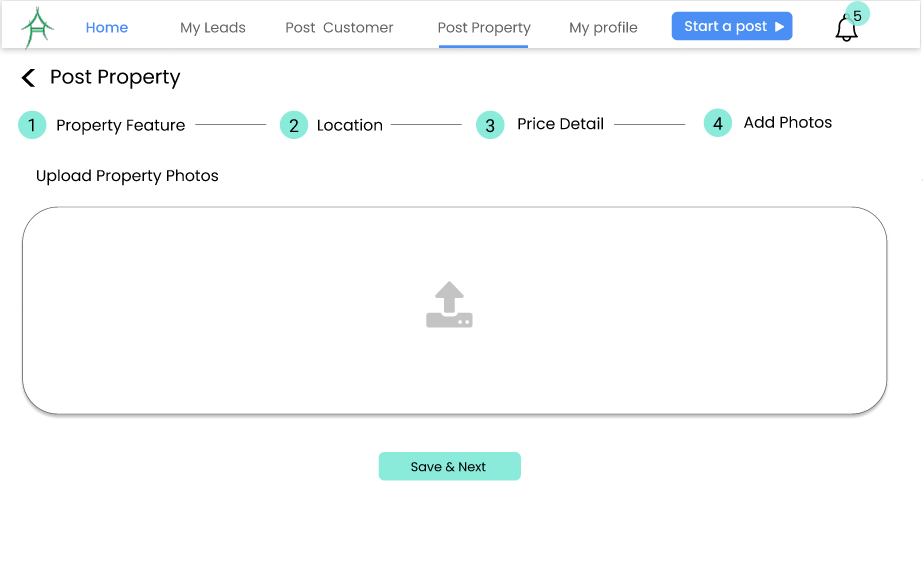 Home My Leads Post Customer Post Property My profile Start a post 5
Post Property
1 Property Feature 2 Location 3 Price Detail 4 Add Photos
Upload Property Photos
Save & Next